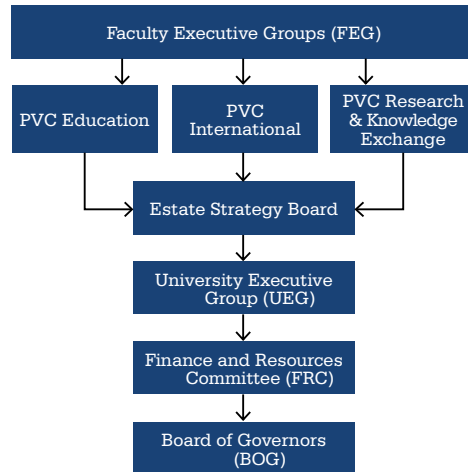 Faculty Executive Groups (FEG)
PVC Education
PVC
International
PVC Research
& Knowledge
Exchange
Estate Strategy Board
University Executive
Group (UEG)
Finance and Resources
Committee (FRC)
Board of Governors
(BOG)